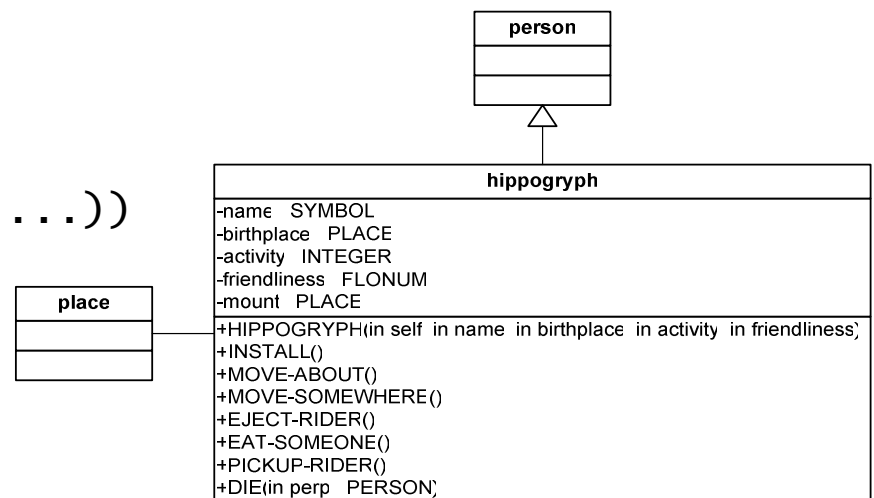 person
hippogryph
...))
-name SYMBOL
-birthplace PLACE
-activity INTEGER
-friendliness FLONUM
-mount PLACE
place
+HIPPOGRYPH(in self in name in birthplace in activity in friendliness)
+INSTALL()
+MOVE-ABOUT()
+MOVE-SOMEWHERE()
+EJECT-RIDER()
+EAT-SOMEONE()
+PICKUP-RIDER()
+DIE(in perp PERSON)